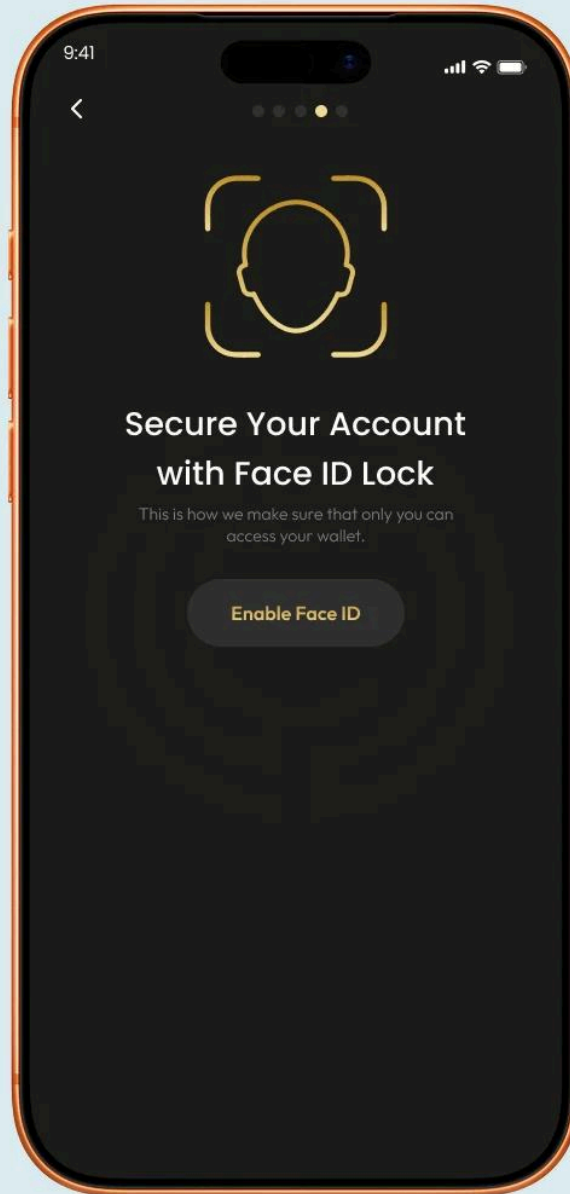 9:41
Secure Your Account
with Face ID Lock
This is how we make sure that only you can
access your wallet.
Enable Face ID